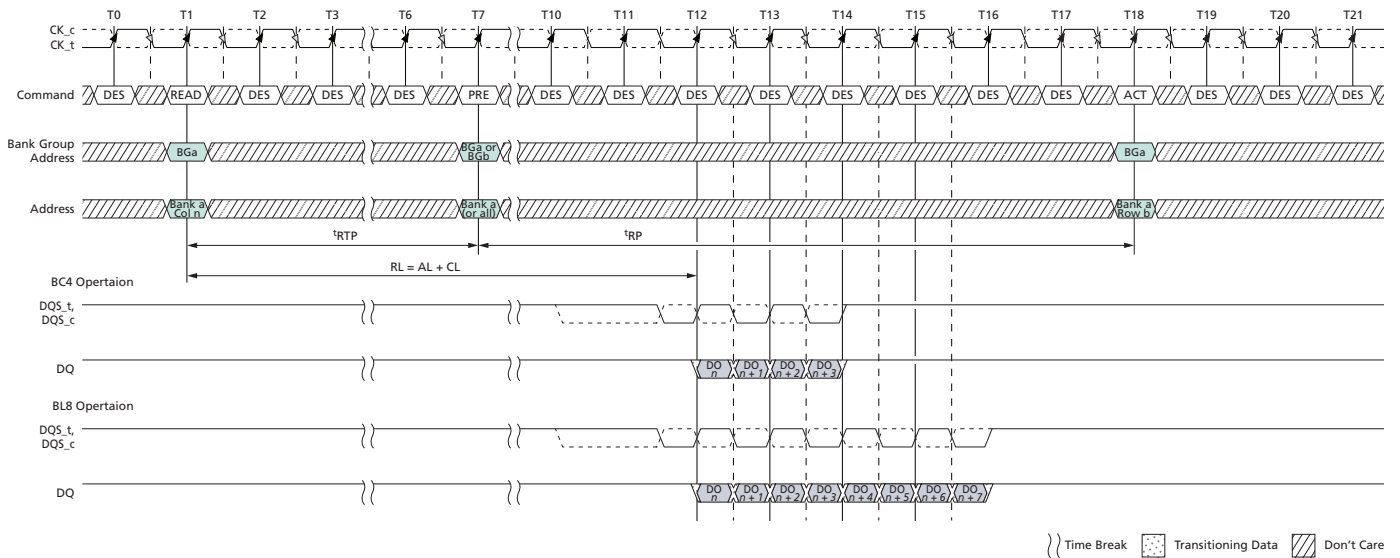 T0 T1 T2 T3 T6 T7 T10 T11 T12 T13 T14 T15 T16 T17 T18 T19 T20 T21
CK_c
CK_t
Command DES READ DES DES DES PRE DES DES DES DES DES DES DES DES ACT DES DES DES
Bank Group
Address
BGa
BGa or
BGb
BGa
Address
Bank a
Col n
Bank a
(or all)
Bank a
Row b
tRTP
tRP
RL = AL + CL
BC4 Opertaion
DQS_t,
DQS_c
DQ
DO
n
DO
n + 1
DO
n + 2
DO
n + 3
BL8 Opertaion
DQS_t,
DQS_c
DQ
DO
n
DO
n + 1
DO
n + 2
DO
n + 3
DO
n + 4
DO
n + 5
DO
n + 6
DO
n + 7
Time Break Transitioning Data Don't Care